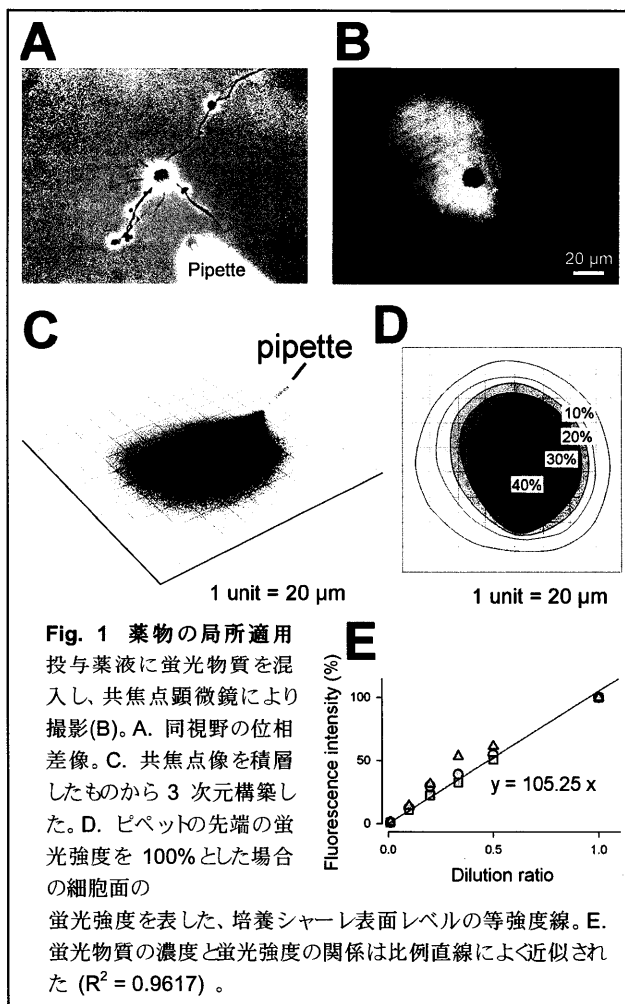 A
B
Pipette
20 µm
C
pipette
D
10%
20%
30%
40%
1 unit = 20 µm
1 unit = 20 µm
Fig. 1 薬物の局所適用
投与薬液に蛍光物質を混
入し、共焦点顕微鏡により
撮影(B)。A. 同視野の位相
差像。C. 共焦点像を積層
したものから 3 次元構築し
た。D. ピペットの先端の蛍
光強度を 100%とした場合
の細胞面の
蛍光強度を表した、培養シャーレ表面レベルの等強度線。E.
蛍光物質の濃度と蛍光強度の関係は比例直線によく近似され
た (R² = 0.9617) 。
E
Fluorescence intensity (%)
100
50
0
y = 105.25 x
0.0
0.5
1.0
Dilution ratio